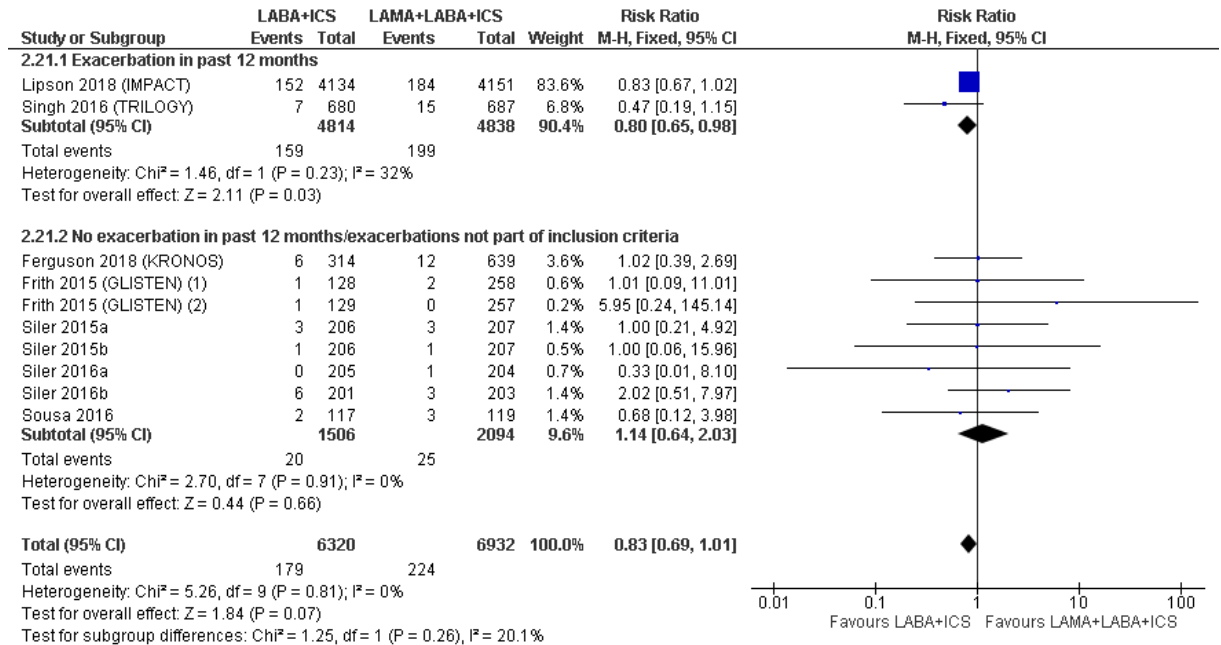 LABA+ICS LAMA+LABA+ICS Risk Ratio Risk Ratio
Study or Subgroup Events Total Events Total Weight M-H, Fixed, 95% CI M-H, Fixed, 95% CI
2.21.1 Exacerbation in past 12 months
Lipson 2018 (IMPACT) 152 4134 184 4151 83.6% 0.83 [0.67, 1.02]
Singh 2016 (TRILOGY) 7 680 15 687 6.8% 0.47 [0.19, 1.15]
Subtotal (95% CI) 4814 4838 90.4% 0.80 [0.65, 0.98]
Total events 159 199
Heterogeneity: Chi² = 1.46, df = 1 (P = 0.23); I² = 32%
Test for overall effect: Z = 2.11 (P = 0.03)
2.21.2 No exacerbation in past 12 months/exacerbations not part of inclusion criteria
Ferguson 2018 (KRONOS) 6 314 12 639 3.6% 1.02 [0.39, 2.69]
Frith 2015 (GLISTEN) (1) 1 128 2 258 0.6% 1.01 [0.09, 11.01]
Frith 2015 (GLISTEN) (2) 1 129 0 257 0.2% 5.95 [0.24, 145.14]
Siler 2015a 3 206 3 207 1.4% 1.00 [0.21, 4.92]
Siler 2015b 1 206 1 207 0.5% 1.00 [0.06, 15.96]
Siler 2016a 0 205 1 204 0.7% 0.33 [0.01, 8.10]
Siler 2016b 6 201 3 203 1.4% 2.02 [0.51, 7.97]
Sousa 2016 2 117 3 119 1.4% 0.68 [0.12, 3.98]
Subtotal (95% CI) 1506 2094 9.6% 1.14 [0.64, 2.03]
Total events 20 25
Heterogeneity: Chi² = 2.70, df = 7 (P = 0.91); I² = 0%
Test for overall effect: Z = 0.44 (P = 0.66)
Total (95% CI) 6320 6932 100.0% 0.83 [0.69, 1.01]
Total events 179 224
Heterogeneity: Chi² = 5.26, df = 9 (P = 0.81); I² = 0%
Test for overall effect: Z = 1.84 (P = 0.07)
Test for subgroup differences: Chi² = 1.25, df = 1 (P = 0.26), I² = 20.1%
0.01 0.1 1 10 100
Favours LABA+ICS Favours LAMA+LABA+ICS